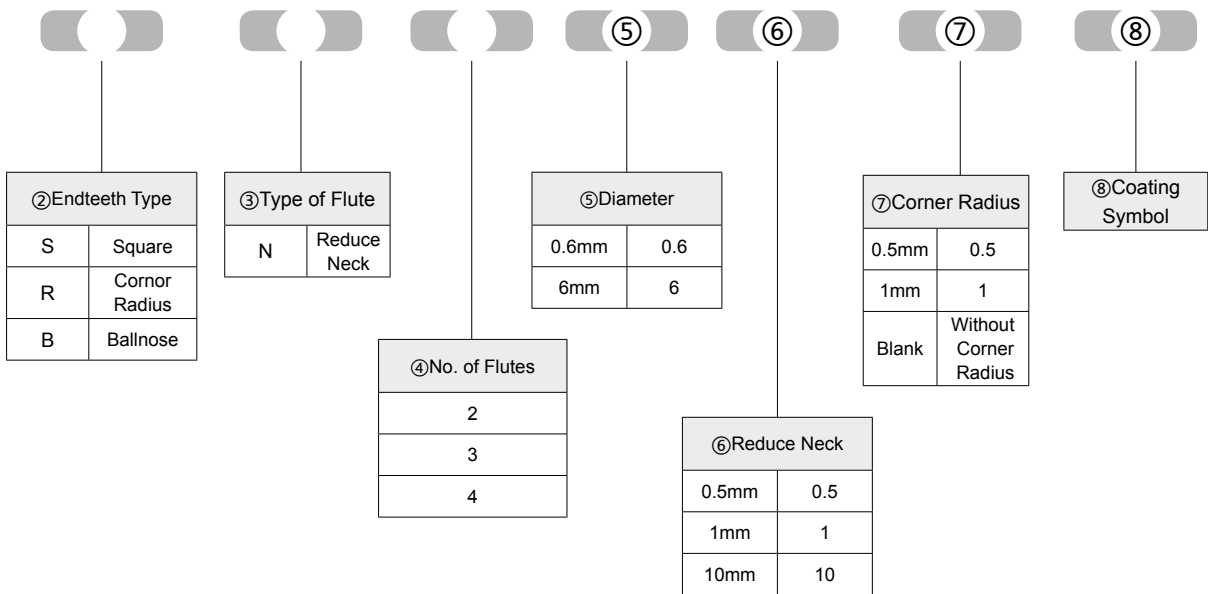 ⑤ ⑥ ⑦ ⑧
②Endteeth Type
S Square
R Cornor
Radius
B Ballnose
③Type of Flute
N Reduce
Neck
④No. of Flutes
2
3
4
⑤Diameter
0.6mm 0.6
6mm 6
⑥Reduce Neck
0.5mm 0.5
1mm 1
10mm 10
⑦Corner Radius
0.5mm 0.5
1mm 1
Blank Without
Corner
Radius
⑧Coating
Symbol